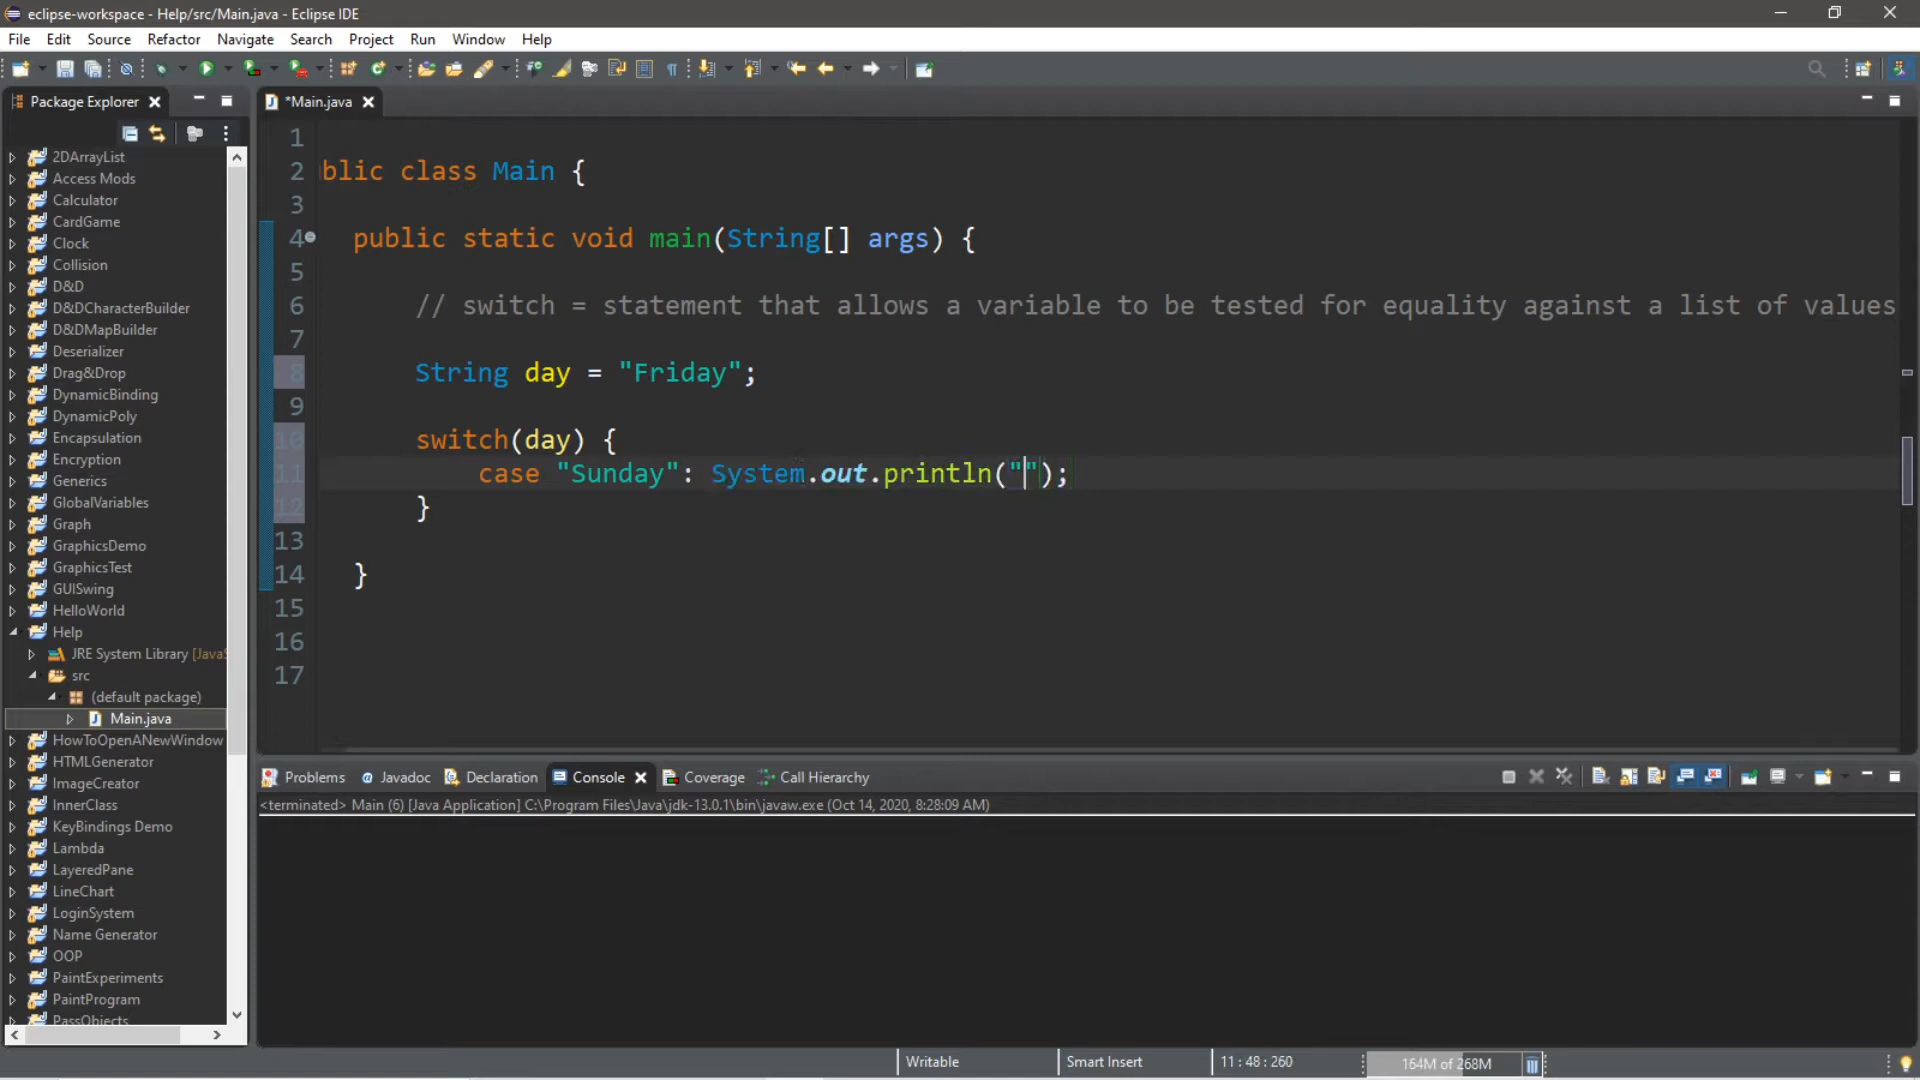 eclipse-workspace - Help/src/Main.java - Eclipse IDE
File Edit Source Refactor Navigate Search Project Run Window Help
Package Explorer
*Main.java
2DArrayList
Access Mods
Calculator
CardGame
Clock
Collision
D&D
D&DCharacterBuilder
D&DMapBuilder
Deserializer
Drag&Drop
DynamicBinding
DynamicPoly
Encapsulation
Encryption
Generics
GlobalVariables
Graph
GraphicsDemo
GraphicsTest
GUISwing
HelloWorld
Help
JRE System Library [JavaS
src
(default package)
Main.java
HowToOpenANewWindow
HTMLGenerator
ImageCreator
InnerClass
KeyBindings Demo
Lambda
LayeredPane
LineChart
LoginSystem
Name Generator
OOP
PaintExperiments
PaintProgram
PassObjects
1
2 blic class Main {
3
4 public static void main(String[] args) {
5
6 // switch = statement that allows a variable to be tested for equality against a list of values
7
8 String day = "Friday";
9
10 switch(day) {
11 case "Sunday": System.out.println("");
12 }
13
14 }
15
16
17
Problems Javadoc Declaration Console Coverage Call Hierarchy
<terminated> Main (6) [Java Application] C:\Program Files\Java\jdk-13.0.1\bin\javaw.exe (Oct 14, 2020, 8:28:09 AM)
Writable Smart Insert 11 : 48 : 260 164M of 268M